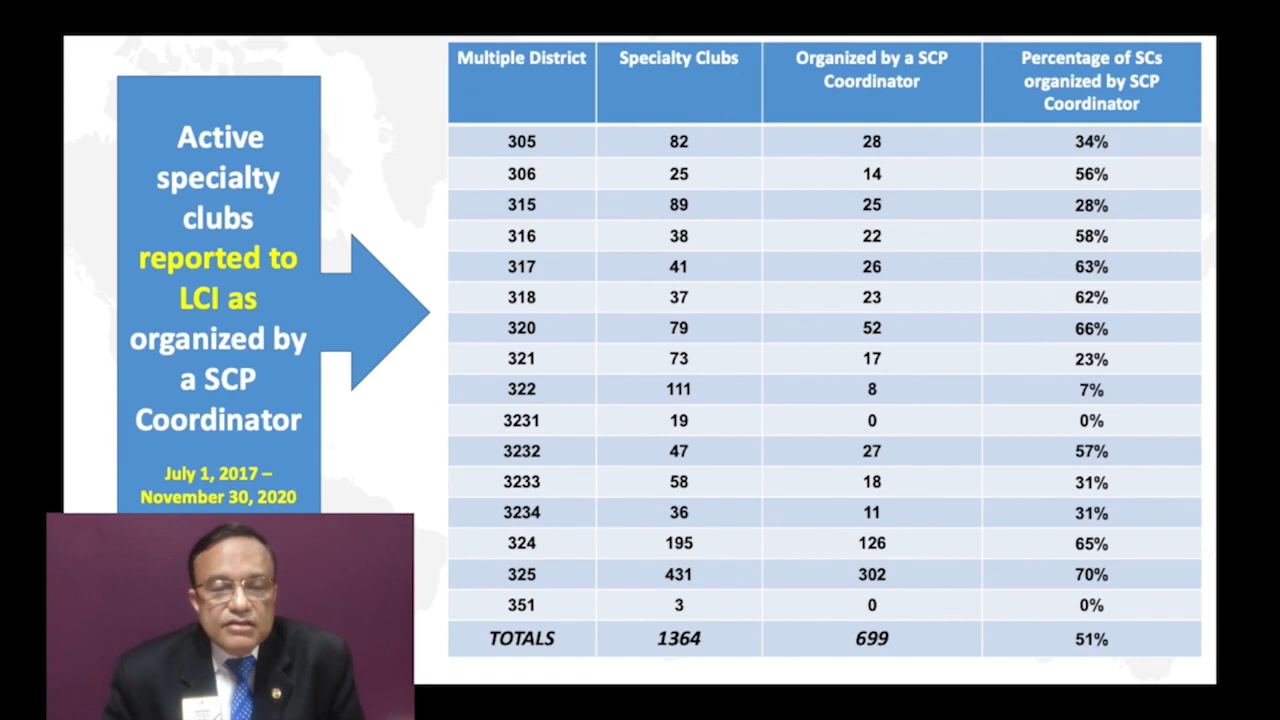 Active
specialty
clubs
reported to
LCI as
organized by
a SCP
Coordinator
July 1, 2017 –
November 30, 2020
Multiple District Specialty Clubs Organized by a SCP Coordinator Percentage of SCs organized by SCP Coordinator
305 82 28 34%
306 25 14 56%
315 89 25 28%
316 38 22 58%
317 41 26 63%
318 37 23 62%
320 79 52 66%
321 73 17 23%
322 111 8 7%
3231 19 0 0%
3232 47 27 57%
3233 58 18 31%
3234 36 11 31%
324 195 126 65%
325 431 302 70%
351 3 0 0%
TOTALS 1364 699 51%